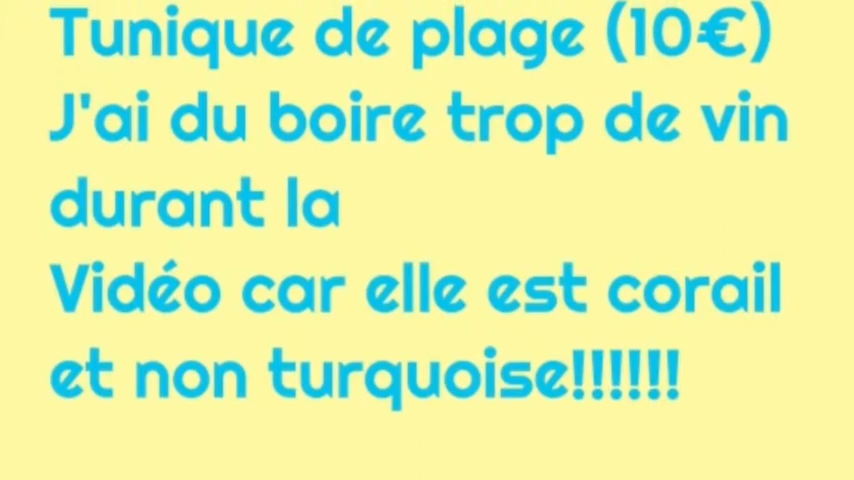 Tunique de plage (10€)
J'ai du boire trop de vin
durant la
Vidéo car elle est corail
et non turquoise!!!!!!